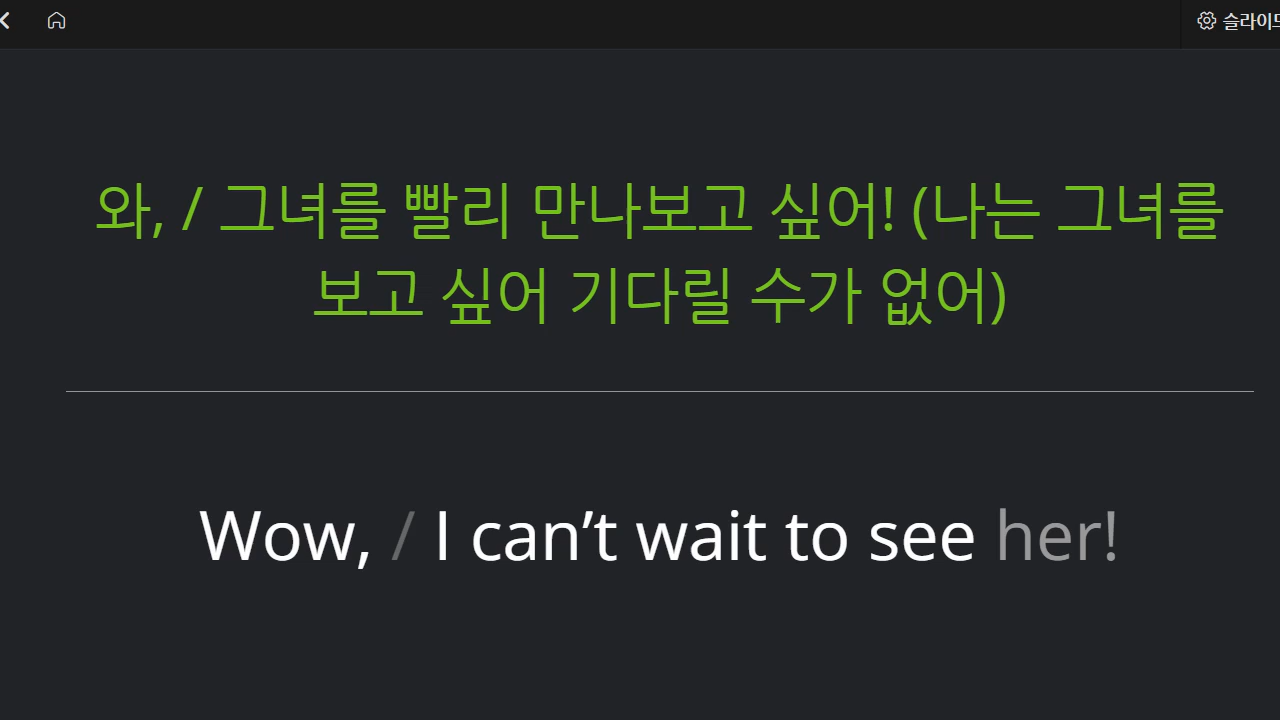 슬라이드
와, / 그녀를 빨리 만나보고 싶어! (나는 그녀를
보고 싶어 기다릴 수가 없어)
Wow, / I can’t wait to see her!